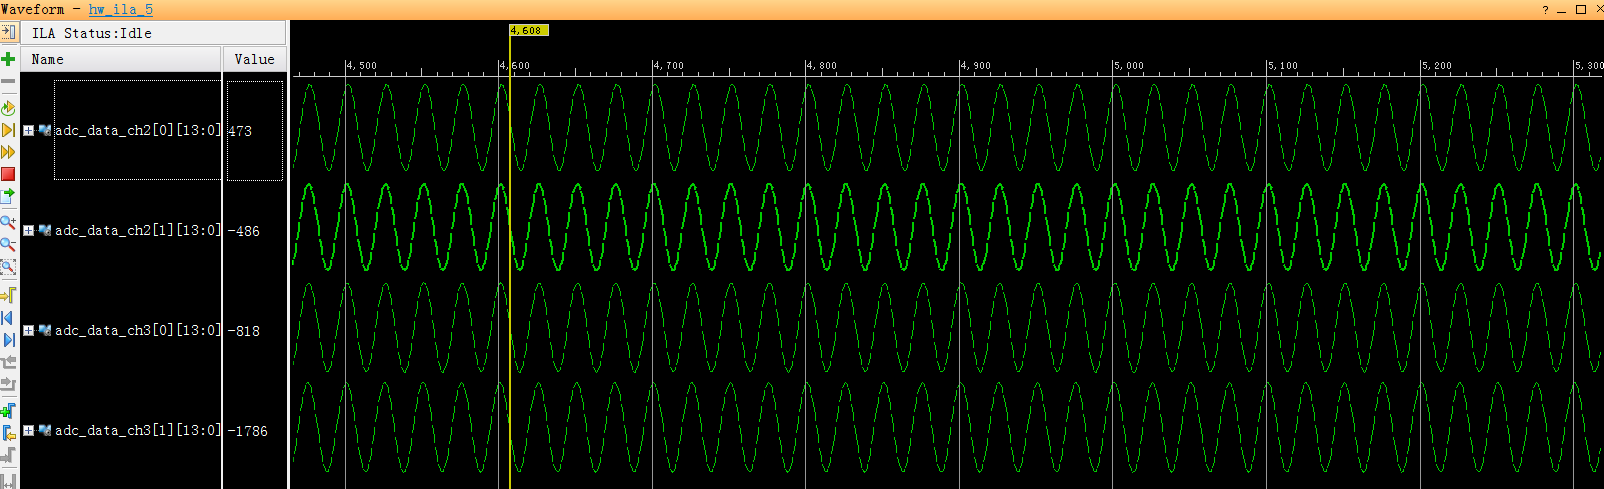 Waveform - hw_ila_5
ILA Status:Idle
Name Value
4,608
4,500 4,600 4,700 4,800 4,900 5,000 5,100 5,200 5,300
adc_data_ch2[0][13:0] 473
adc_data_ch2[1][13:0] -486
adc_data_ch3[0][13:0] -818
adc_data_ch3[1][13:0] -1786